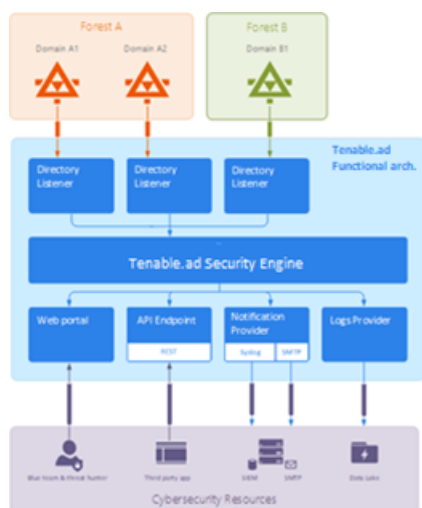 Forest A
Forest B
Domain A1
Domain A2
Domain B1
Tenable.ad
Functional arch.
Directory
Listener
Directory
Listener
Directory
Listener
Tenable.ad Security Engine
Web portal
API Endpoint
REST
Notification
Provider
Syslog
SMTP
Logs Provider
Blue team & threat hunter
Third party app
SIEM
SMTP
Data Lake
Cybersecurity Resources